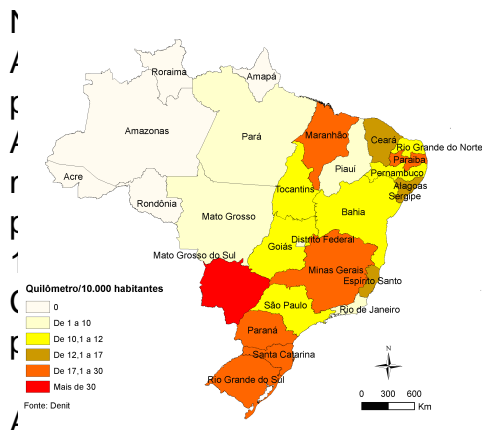 Roraima
Amapá
Amazonas
Pará
Maranhão
Ceará
Rio Grande do Norte
Paraíba
Piauí
Pernambuco
Acre
Alagoas
Sergipe
Rondônia
Tocantins
Mato Grosso
Bahia
Distrito Federal
Goiás
Mato Grosso do Sul
Minas Gerais
Espírito Santo
Quilômetro/10.000 habitantes
0
De 1 a 10
De 10,1 a 12
De 12,1 a 17
De 17,1 a 30
Mais de 30
Fonte: Denit
São Paulo
Rio de Janeiro
Paraná
Santa Catarina
Rio Grande do Sul
N
0 300 600
Km